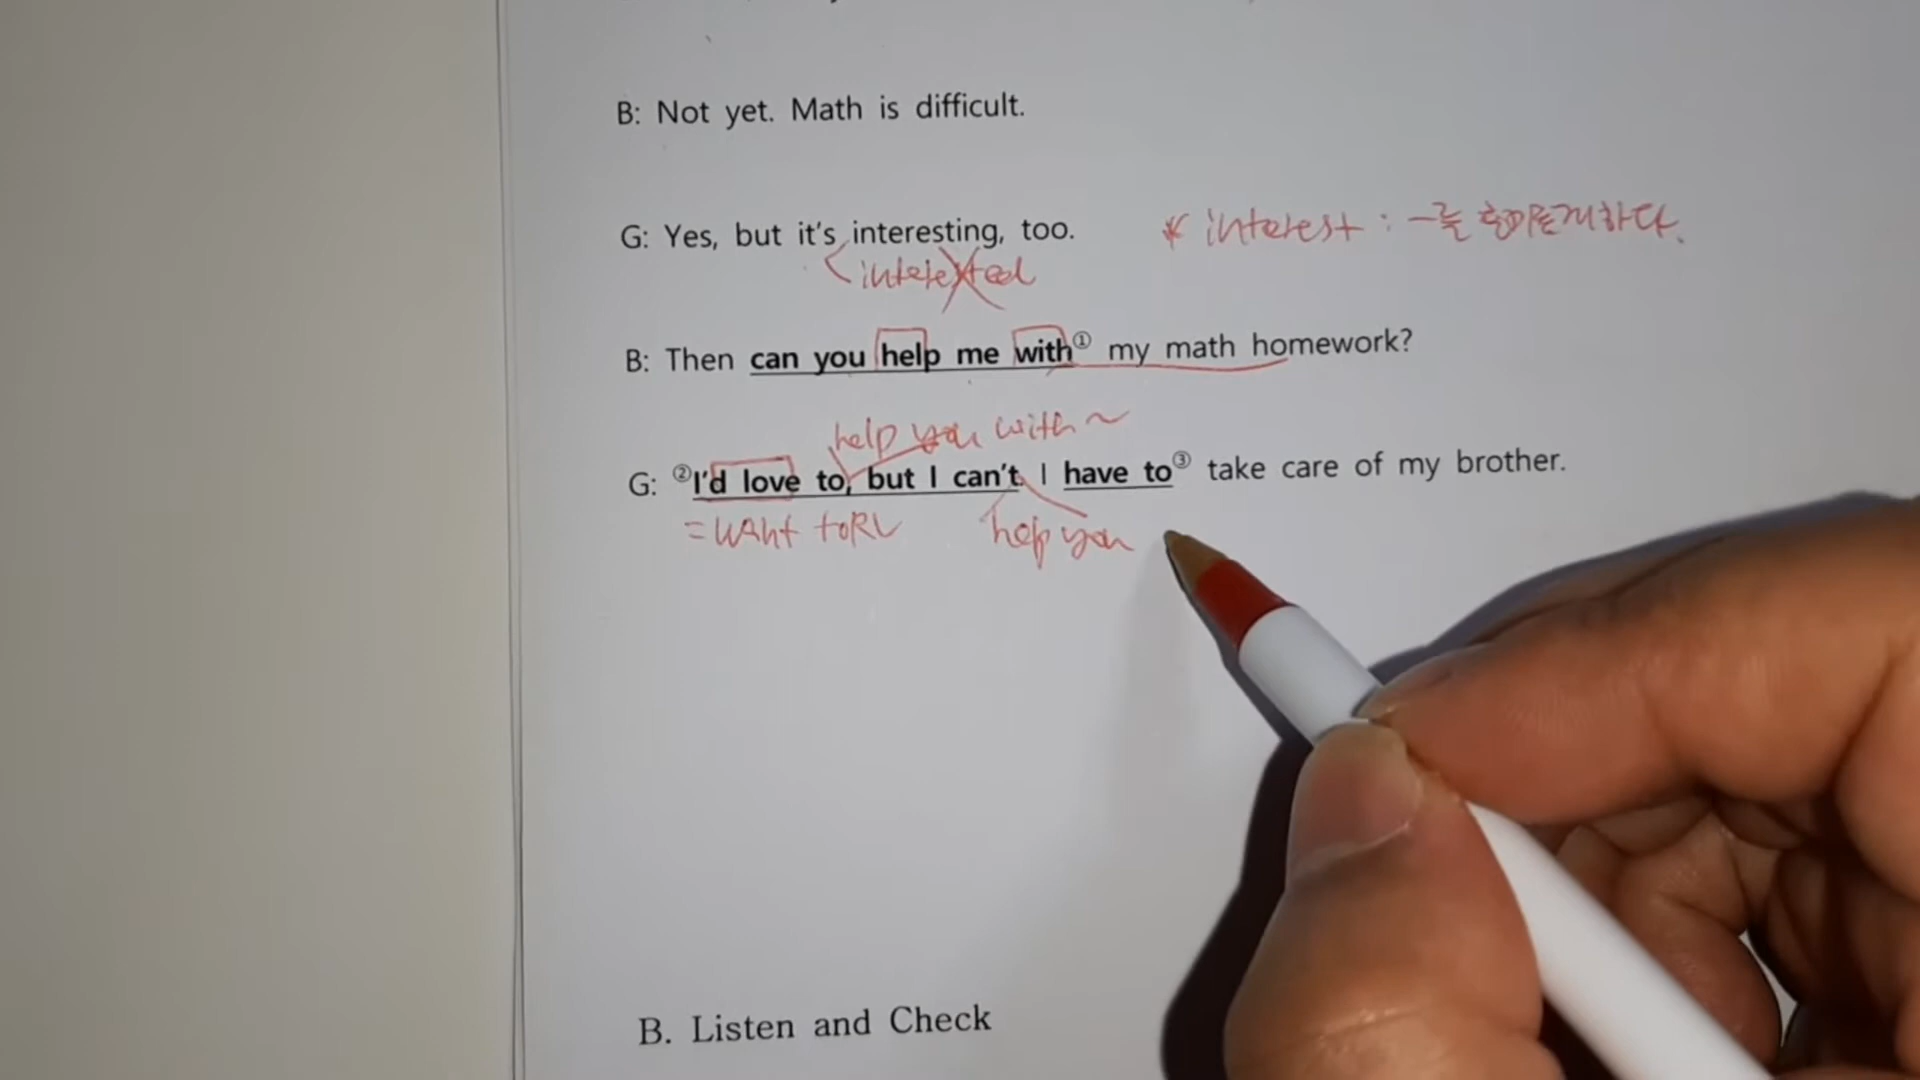 B: Not yet. Math is difficult.
G: Yes, but it's interesting, too.
* interest : ~를 흥미롭게하다.
interested
B: Then can you help me with① my math homework?
help you with ~
G: ②I'd love to, but I can't. I have to③ take care of my brother.
= want to RV
help you
B. Listen and Check